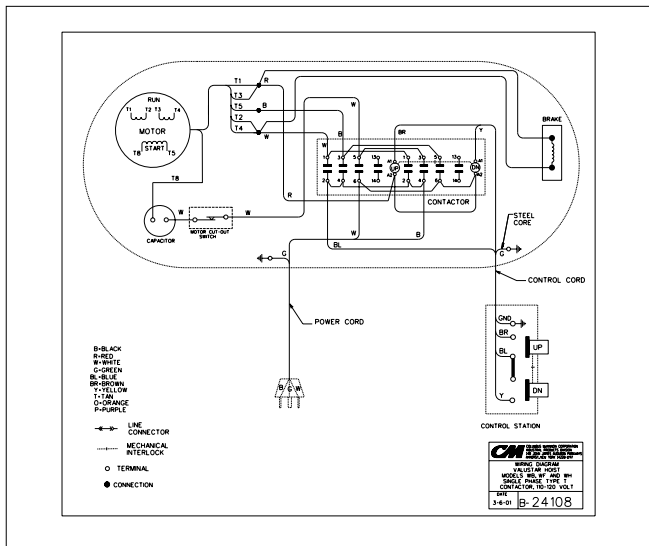 T1
R
T3
T5
B
T2
T4
W
RUN
T1
T2
T3
T4
MOTOR
START
T8
T5
T8
W
W
CAPACITOR
MOTOR CUT-OUT
SWITCH
W
W
B
BR
Y
1
3
5
13
2
4
6
14
A1
UP
A2
1
3
5
13
2
4
6
14
A1
DN
A2
CONTACTOR
R
W
BL
B
BRAKE
STEEL
CORE
G
G
CONTROL CORD
POWER CORD
B
G
W
GND
BR
BL
Y
UP
DN
CONTROL STATION
B=BLACK
R=RED
W=WHITE
G=GREEN
BL=BLUE
BR=BROWN
Y=YELLOW
T=TAN
O=ORANGE
P=PURPLE
LINE
CONNECTOR
MECHANICAL
INTERLOCK
TERMINAL
CONNECTION
CM
WIRING DIAGRAM
VALUSTAR HOIST
MODELS WB, WF AND WH
SINGLE PHASE TYPE T
CONTACTOR, 110-120 VOLT
DATE
3-6-01
B-24108